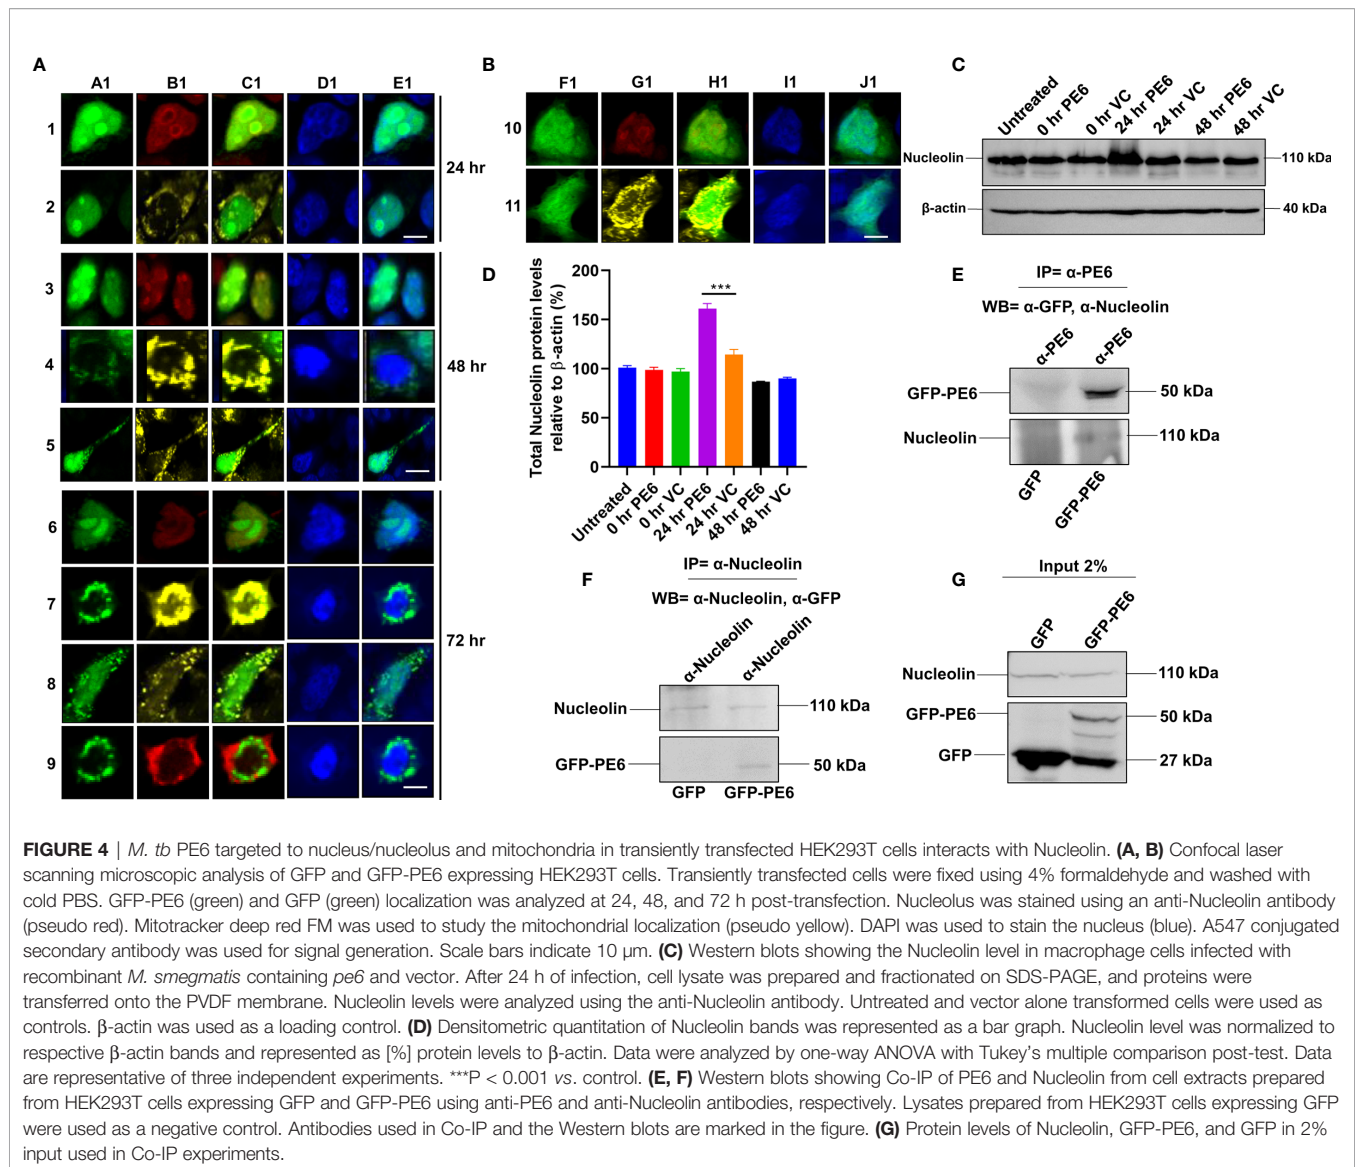 A
A1 B1 C1 D1 E1
1
2
24 hr
3
4
5
48 hr
6
7
8
9
72 hr
B
F1 G1 H1 I1 J1
10
11
C
Untreated
0 hr PE6
0 hr VC
24 hr PE6
24 hr VC
48 hr PE6
48 hr VC
Nucleolin 110 kDa
β-actin 40 kDa
D
Total Nucleolin protein levels
relative to β-actin (%)
200
150
100
50
0
***
Untreated
0 hr PE6
0 hr VC
24 hr PE6
24 hr VC
48 hr PE6
48 hr VC
E
IP= α-PE6
WB= α-GFP, α-Nucleolin
α-PE6 α-PE6
GFP-PE6 50 kDa
Nucleolin 110 kDa
GFP GFP-PE6
F
IP= α-Nucleolin
WB= α-Nucleolin, α-GFP
α-Nucleolin α-Nucleolin
Nucleolin 110 kDa
GFP-PE6 50 kDa
GFP GFP-PE6
G
Input 2%
GFP GFP-PE6
Nucleolin 110 kDa
GFP-PE6 50 kDa
GFP 27 kDa
FIGURE 4 | M. tb PE6 targeted to nucleus/nucleolus and mitochondria in transiently transfected HEK293T cells interacts with Nucleolin. (A, B) Confocal laser
scanning microscopic analysis of GFP and GFP-PE6 expressing HEK293T cells. Transiently transfected cells were fixed using 4% formaldehyde and washed with
cold PBS. GFP-PE6 (green) and GFP (green) localization was analyzed at 24, 48, and 72 h post-transfection. Nucleolus was stained using an anti-Nucleolin antibody
(pseudo red). Mitotracker deep red FM was used to study the mitochondrial localization (pseudo yellow). DAPI was used to stain the nucleus (blue). A547 conjugated
secondary antibody was used for signal generation. Scale bars indicate 10 µm. (C) Western blots showing the Nucleolin level in macrophage cells infected with
recombinant M. smegmatis containing pe6 and vector. After 24 h of infection, cell lysate was prepared and fractionated on SDS-PAGE, and proteins were
transferred onto the PVDF membrane. Nucleolin levels were analyzed using the anti-Nucleolin antibody. Untreated and vector alone transformed cells were used as
controls. β-actin was used as a loading control. (D) Densitometric quantitation of Nucleolin bands was represented as a bar graph. Nucleolin level was normalized to
respective β-actin bands and represented as [%] protein levels to β-actin. Data were analyzed by one-way ANOVA with Tukey's multiple comparison post-test. Data
are representative of three independent experiments. ***P < 0.001 vs. control. (E, F) Western blots showing Co-IP of PE6 and Nucleolin from cell extracts prepared
from HEK293T cells expressing GFP and GFP-PE6 using anti-PE6 and anti-Nucleolin antibodies, respectively. Lysates prepared from HEK293T cells expressing GFP
were used as a negative control. Antibodies used in Co-IP and the Western blots are marked in the figure. (G) Protein levels of Nucleolin, GFP-PE6, and GFP in 2%
input used in Co-IP experiments.